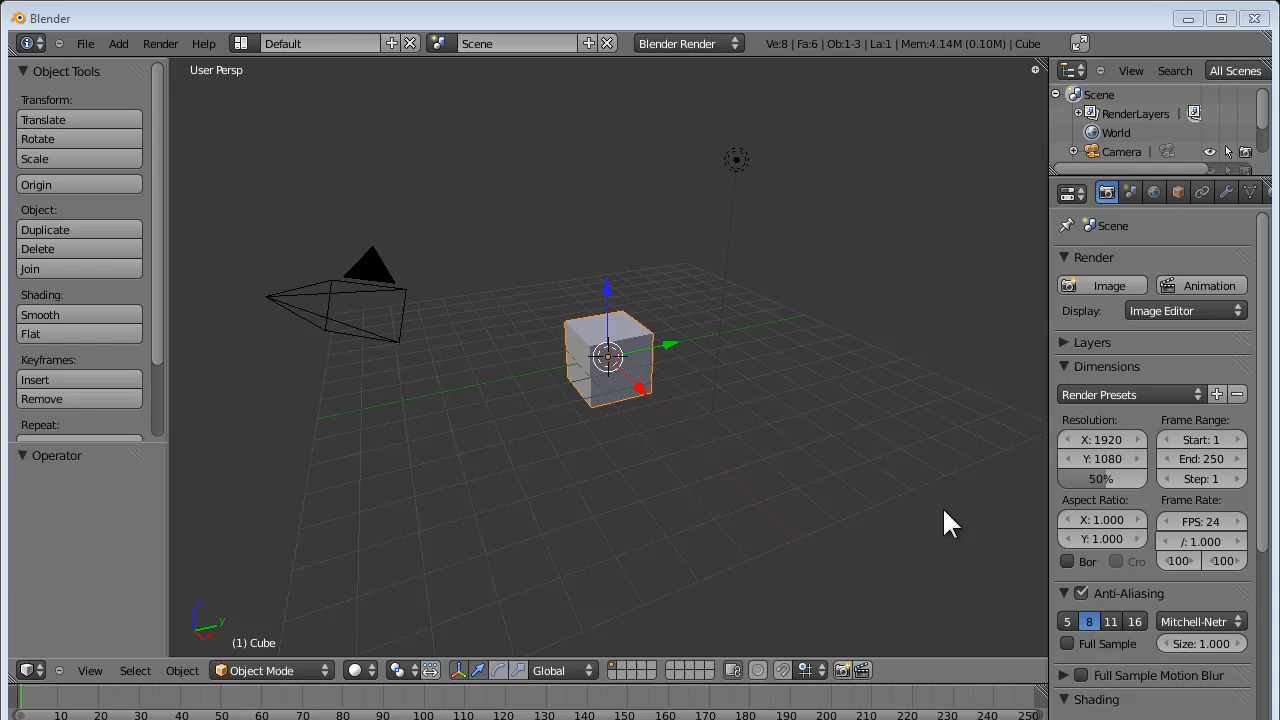 Blender
File Add Render Help Default Scene Blender Render Ve:8 | Fa:6 | Ob:1-3 | La:1 | Mem:4.14M (0.10M) | Cube
Object Tools
Transform:
Translate
Rotate
Scale
Origin
Object:
Duplicate
Delete
Join
Shading:
Smooth
Flat
Keyframes:
Insert
Remove
Repeat:
Operator
User Persp
y
x
(1) Cube
View Select Object Object Mode Global
10 20 30 40 50 60 70 80 90 100 110 120 130 140 150 160 170 180 190 200 210 220 230 240 250
View Search All Scenes
Scene
RenderLayers |
World
Camera |
Scene
Render
Image Animation
Display: Image Editor
Layers
Dimensions
Render Presets
Resolution: Frame Range:
X: 1920 Start: 1
Y: 1080 End: 250
50% Step: 1
Aspect Ratio: Frame Rate:
X: 1.000 FPS: 24
Y: 1.000 /: 1.000
Bor Cro 100 100
Anti-Aliasing
5 8 11 16 Mitchell-Netr
Full Sample Size: 1.000
Full Sample Motion Blur
Shading